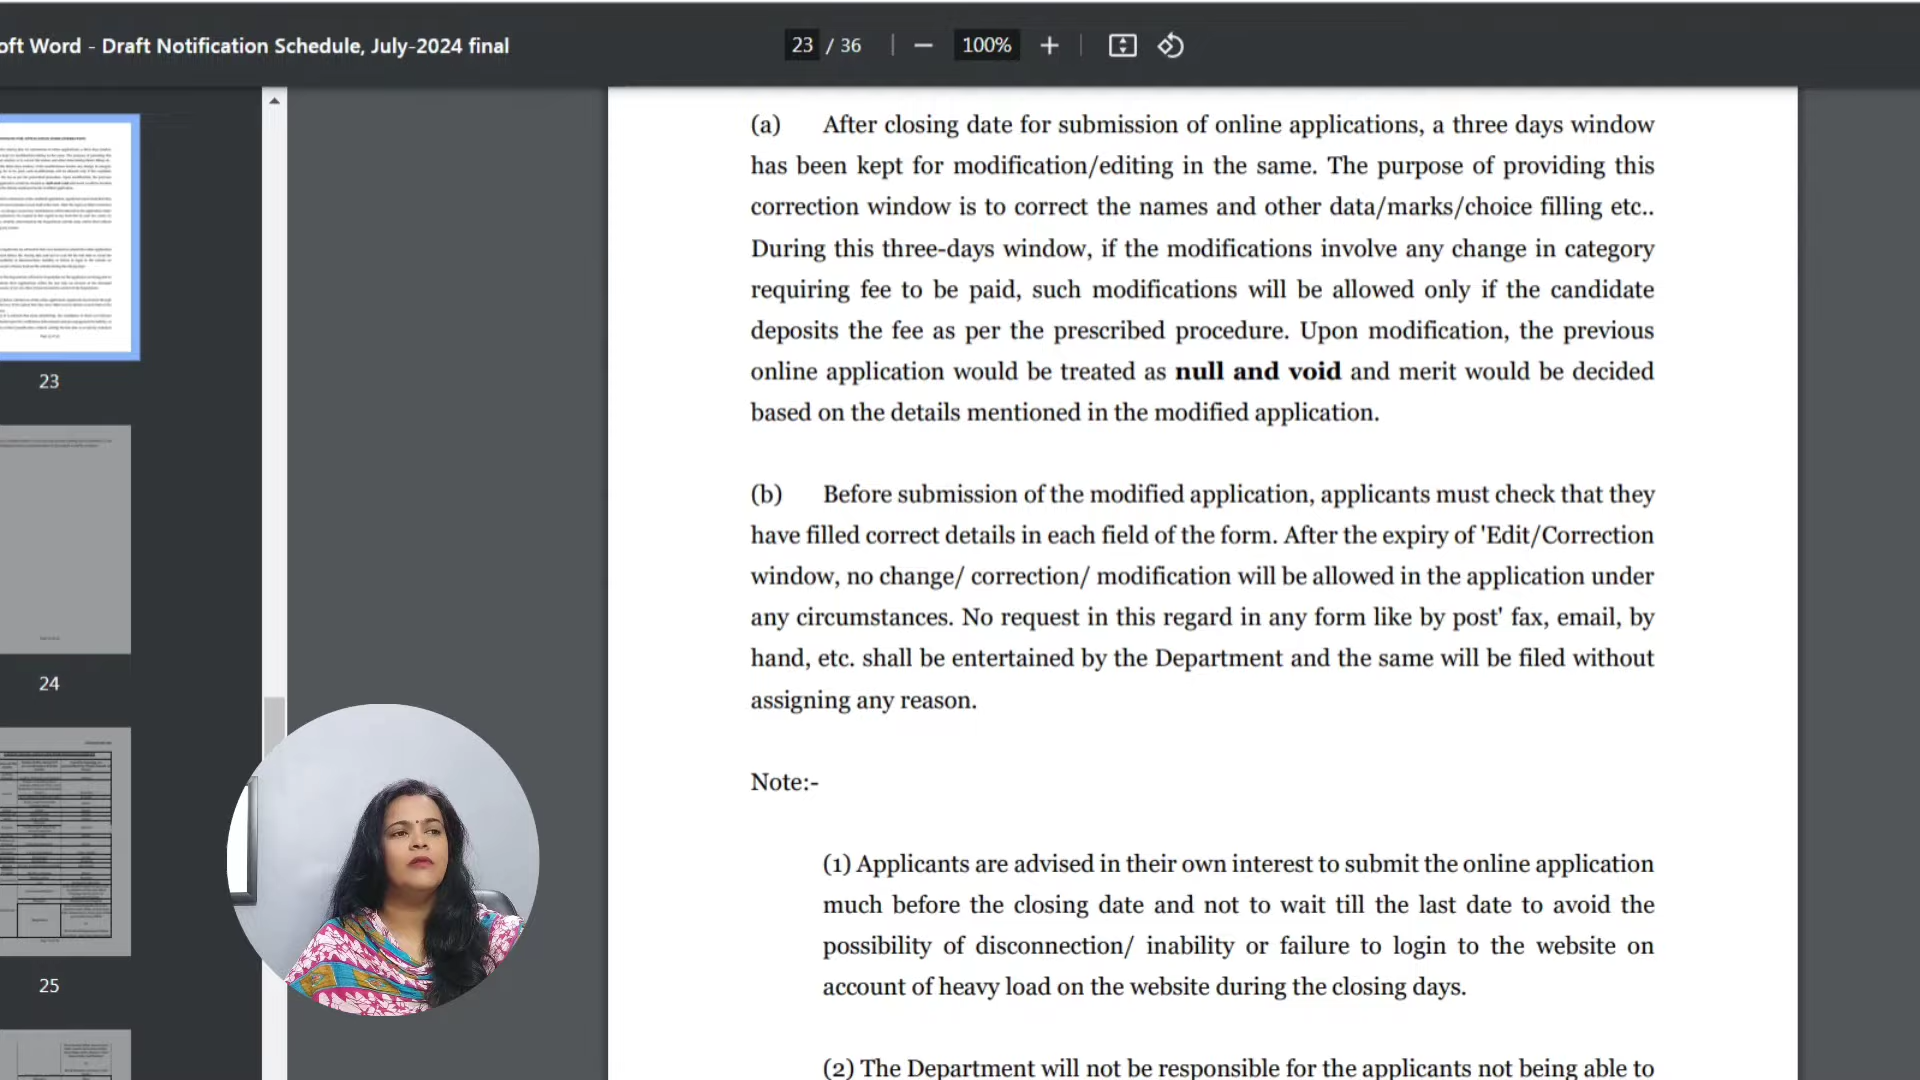 oft Word - Draft Notification Schedule, July-2024 final
23 / 36
100%
(a) After closing date for submission of online applications, a three days window
has been kept for modification/editing in the same. The purpose of providing this
correction window is to correct the names and other data/marks/choice filling etc..
During this three-days window, if the modifications involve any change in category
requiring fee to be paid, such modifications will be allowed only if the candidate
deposits the fee as per the prescribed procedure. Upon modification, the previous
online application would be treated as null and void and merit would be decided
based on the details mentioned in the modified application.
(b) Before submission of the modified application, applicants must check that they
have filled correct details in each field of the form. After the expiry of 'Edit/Correction
window, no change/ correction/ modification will be allowed in the application under
any circumstances. No request in this regard in any form like by post' fax, email, by
hand, etc. shall be entertained by the Department and the same will be filed without
assigning any reason.
Note:-
(1) Applicants are advised in their own interest to submit the online application
much before the closing date and not to wait till the last date to avoid the
possibility of disconnection/ inability or failure to login to the website on
account of heavy load on the website during the closing days.
(2) The Department will not be responsible for the applicants not being able to
23
24
25